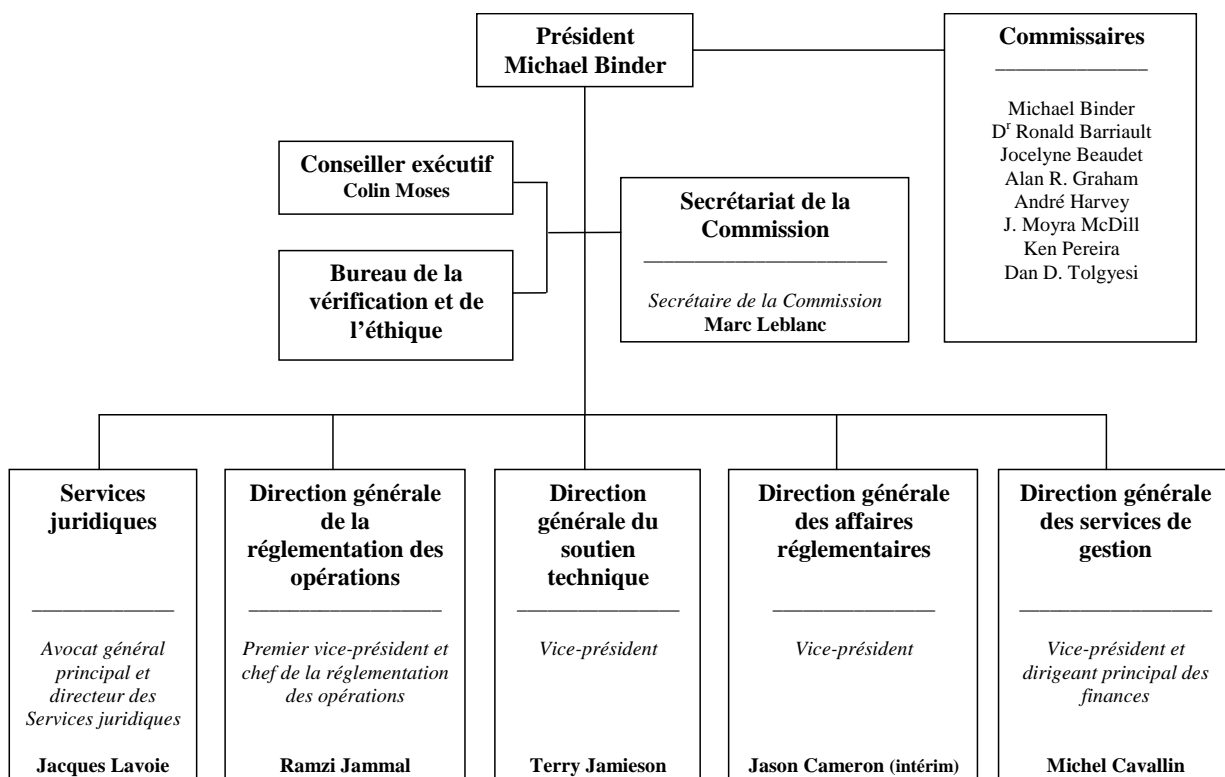 Président
Michael Binder
Commissaires
Michael Binder
Dr Ronald Barriault
Jocelyne Beaudet
Alan R. Graham
André Harvey
J. Moyra McDill
Ken Pereira
Dan D. Tolgyesi
Conseiller exécutif
Colin Moses
Secrétariat de la
Commission
Secrétaire de la Commission
Marc Leblanc
Bureau de la
vérification et de
l’éthique
Services
juridiques
Avocat général
principal et
directeur des
Services juridiques
Jacques Lavoie
Direction générale
de la
réglementation des
opérations
Premier vice-président et
chef de la réglementation
des opérations
Ramzi Jammal
Direction
générale du
soutien
technique
Vice-président
Terry Jamieson
Direction générale
des affaires
réglementaires
Vice-président
Jason Cameron (intérim)
Direction générale
des services de
gestion
Vice-président et
dirigeant principal des
finances
Michel Cavallin